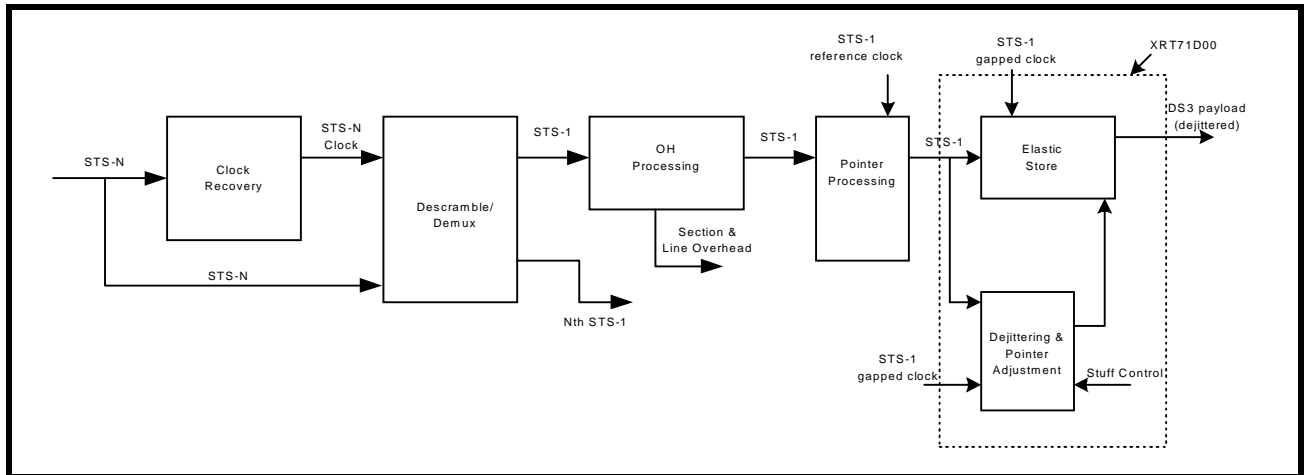 STS-N
Clock
Recovery
STS-N
Clock
STS-N
Descramble/
Demux
STS-1
Nth STS-1
OH
Processing
Section &
Line Overhead
STS-1
STS-1
reference clock
Pointer
Processing
STS-1
STS-1
gapped clock
XRT71D00
Elastic
Store
DS3 payload
(dejittered)
Dejittering &
Pointer
Adjustment
STS-1
gapped clock
Stuff Control